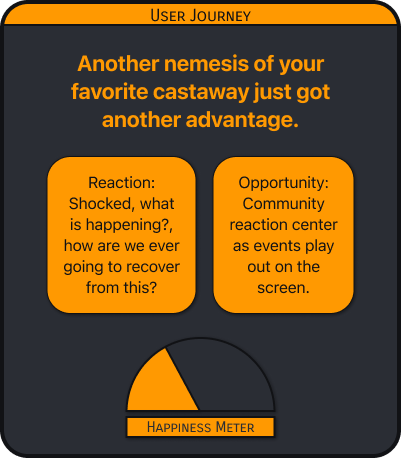 User Journey
Another nemesis of your
favorite castaway just got
another advantage.
Reaction:
Shocked, what
is happening?,
how are we ever
going to recover
from this?
Opportunity:
Community
reaction center
as events play
out on the
screen.
Happiness Meter